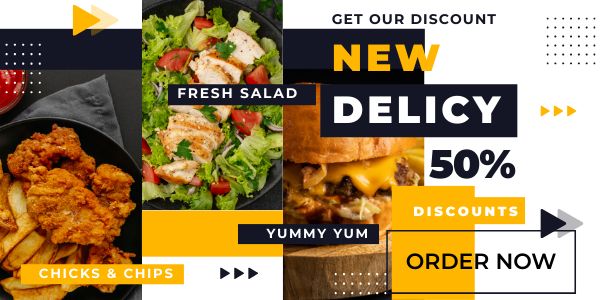 GET OUR DISCOUNT
NEW
DELICY
50%
DISCOUNTS
ORDER NOW
FRESH SALAD
YUMMY YUM
CHICKS & CHIPS